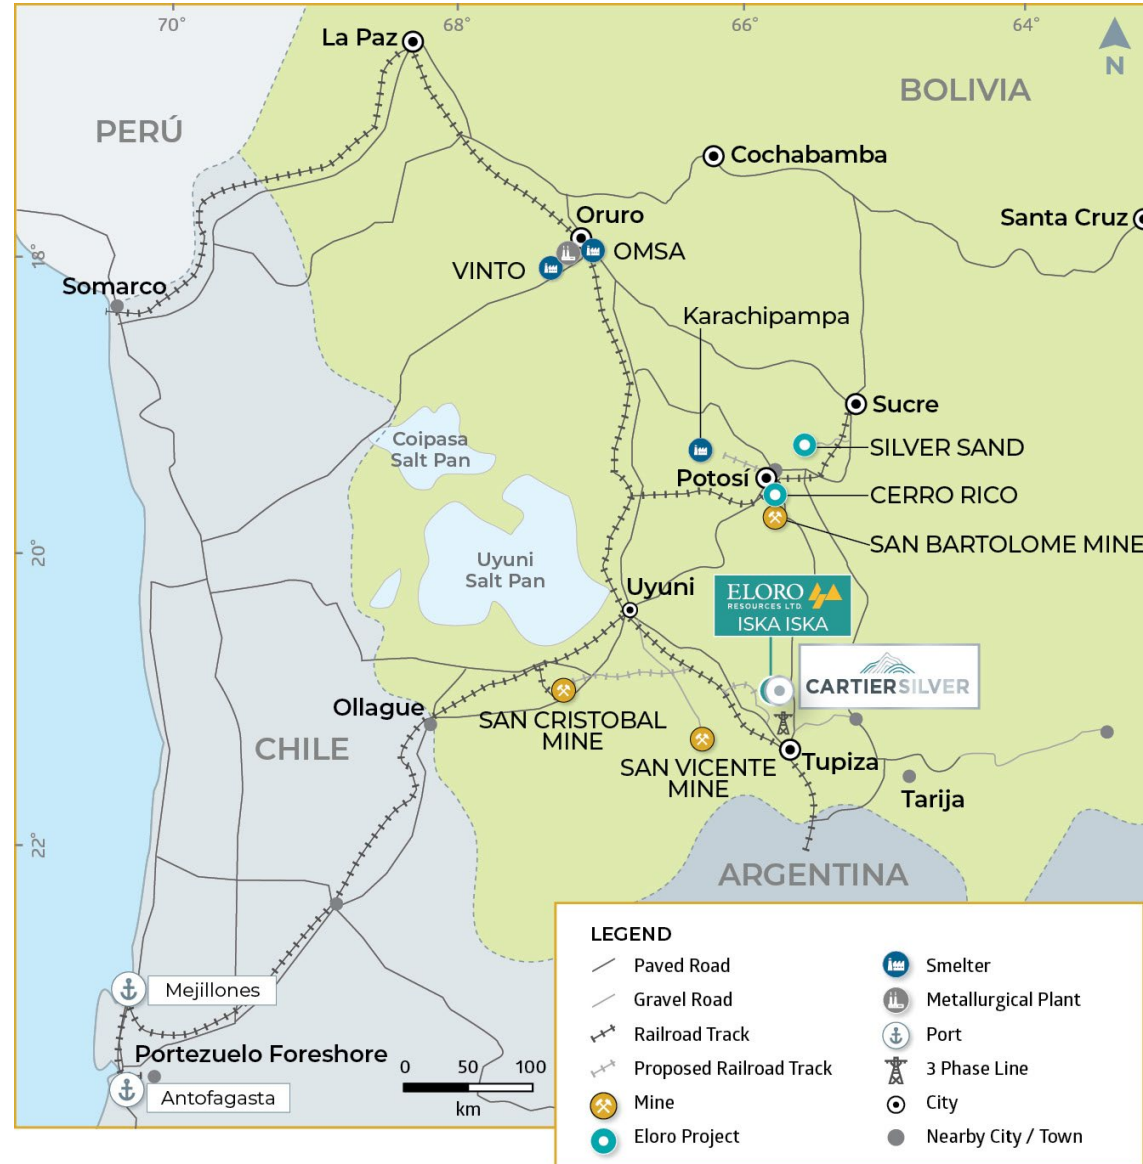 70°
68°
66°
64°
La Paz
N
BOLIVIA
PERÚ
Cochabamba
Santa Cruz
Oruro
OMSA
VINTO
18°
Somarco
Karachipampa
Sucre
Coipasa
Salt Pan
SILVER SAND
Potosí
CERRO RICO
SAN BARTOLOME MINE
20°
Uyuni
Salt Pan
Uyuni
ELORO
RESOURCES LTD.
ISKA ISKA
CARTIERSILVER
Ollague
SAN CRISTOBAL
MINE
CHILE
SAN VICENTE
MINE
Tupiza
Tarija
22°
ARGENTINA
Mejillones
Portezuelo Foreshore
Antofagasta
0 50 100
km
LEGEND
Paved Road
Gravel Road
Railroad Track
Proposed Railroad Track
Mine
Eloro Project
Smelter
Metallurgical Plant
Port
3 Phase Line
City
Nearby City / Town